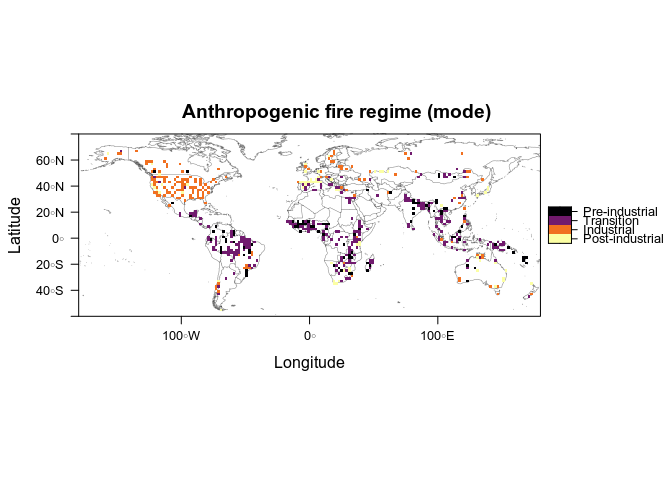 Anthropogenic fire regime (mode)
Latitude
60°N
40°N
20°N
0°
20°S
40°S
100°W
0°
100°E
Longitude
Pre-industrial
Transition
Industrial
Post-industrial